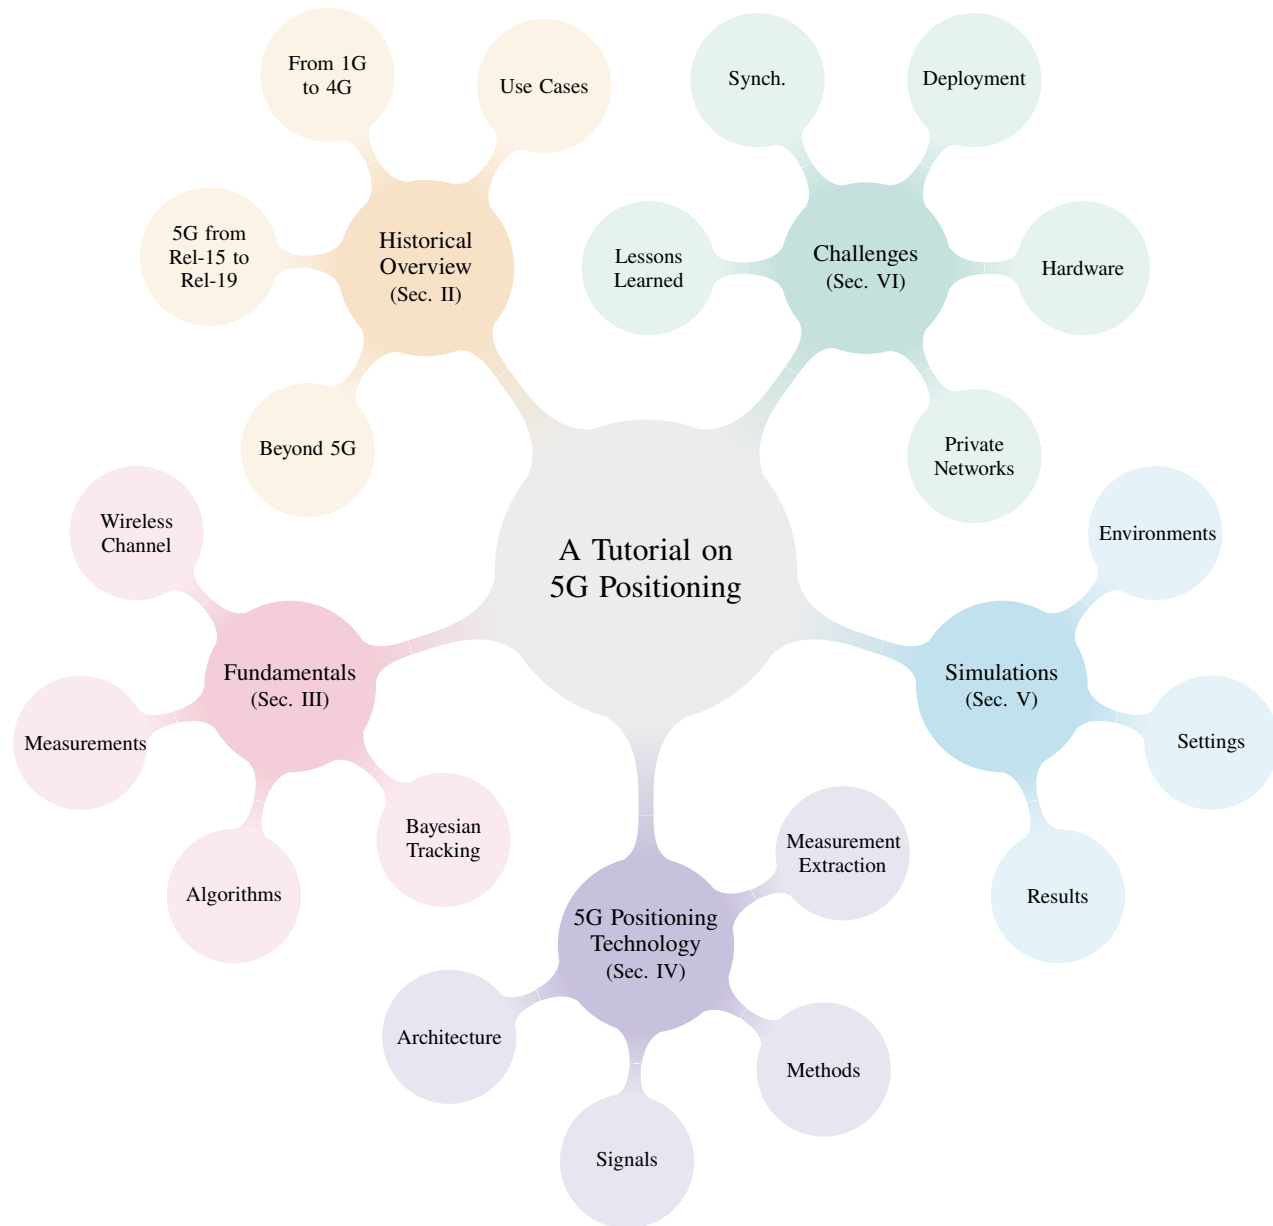 From 1G
to 4G
Use Cases
5G from
Rel-15 to
Rel-19
Historical
Overview
(Sec. II)
Beyond 5G
Synch.
Deployment
Lessons
Learned
Challenges
(Sec. VI)
Hardware
Private
Networks
A Tutorial on
5G Positioning
Wireless
Channel
Fundamentals
(Sec. III)
Measurements
Algorithms
Bayesian
Tracking
Environments
Simulations
(Sec. V)
Settings
Results
Measurement
Extraction
5G Positioning
Technology
(Sec. IV)
Architecture
Methods
Signals